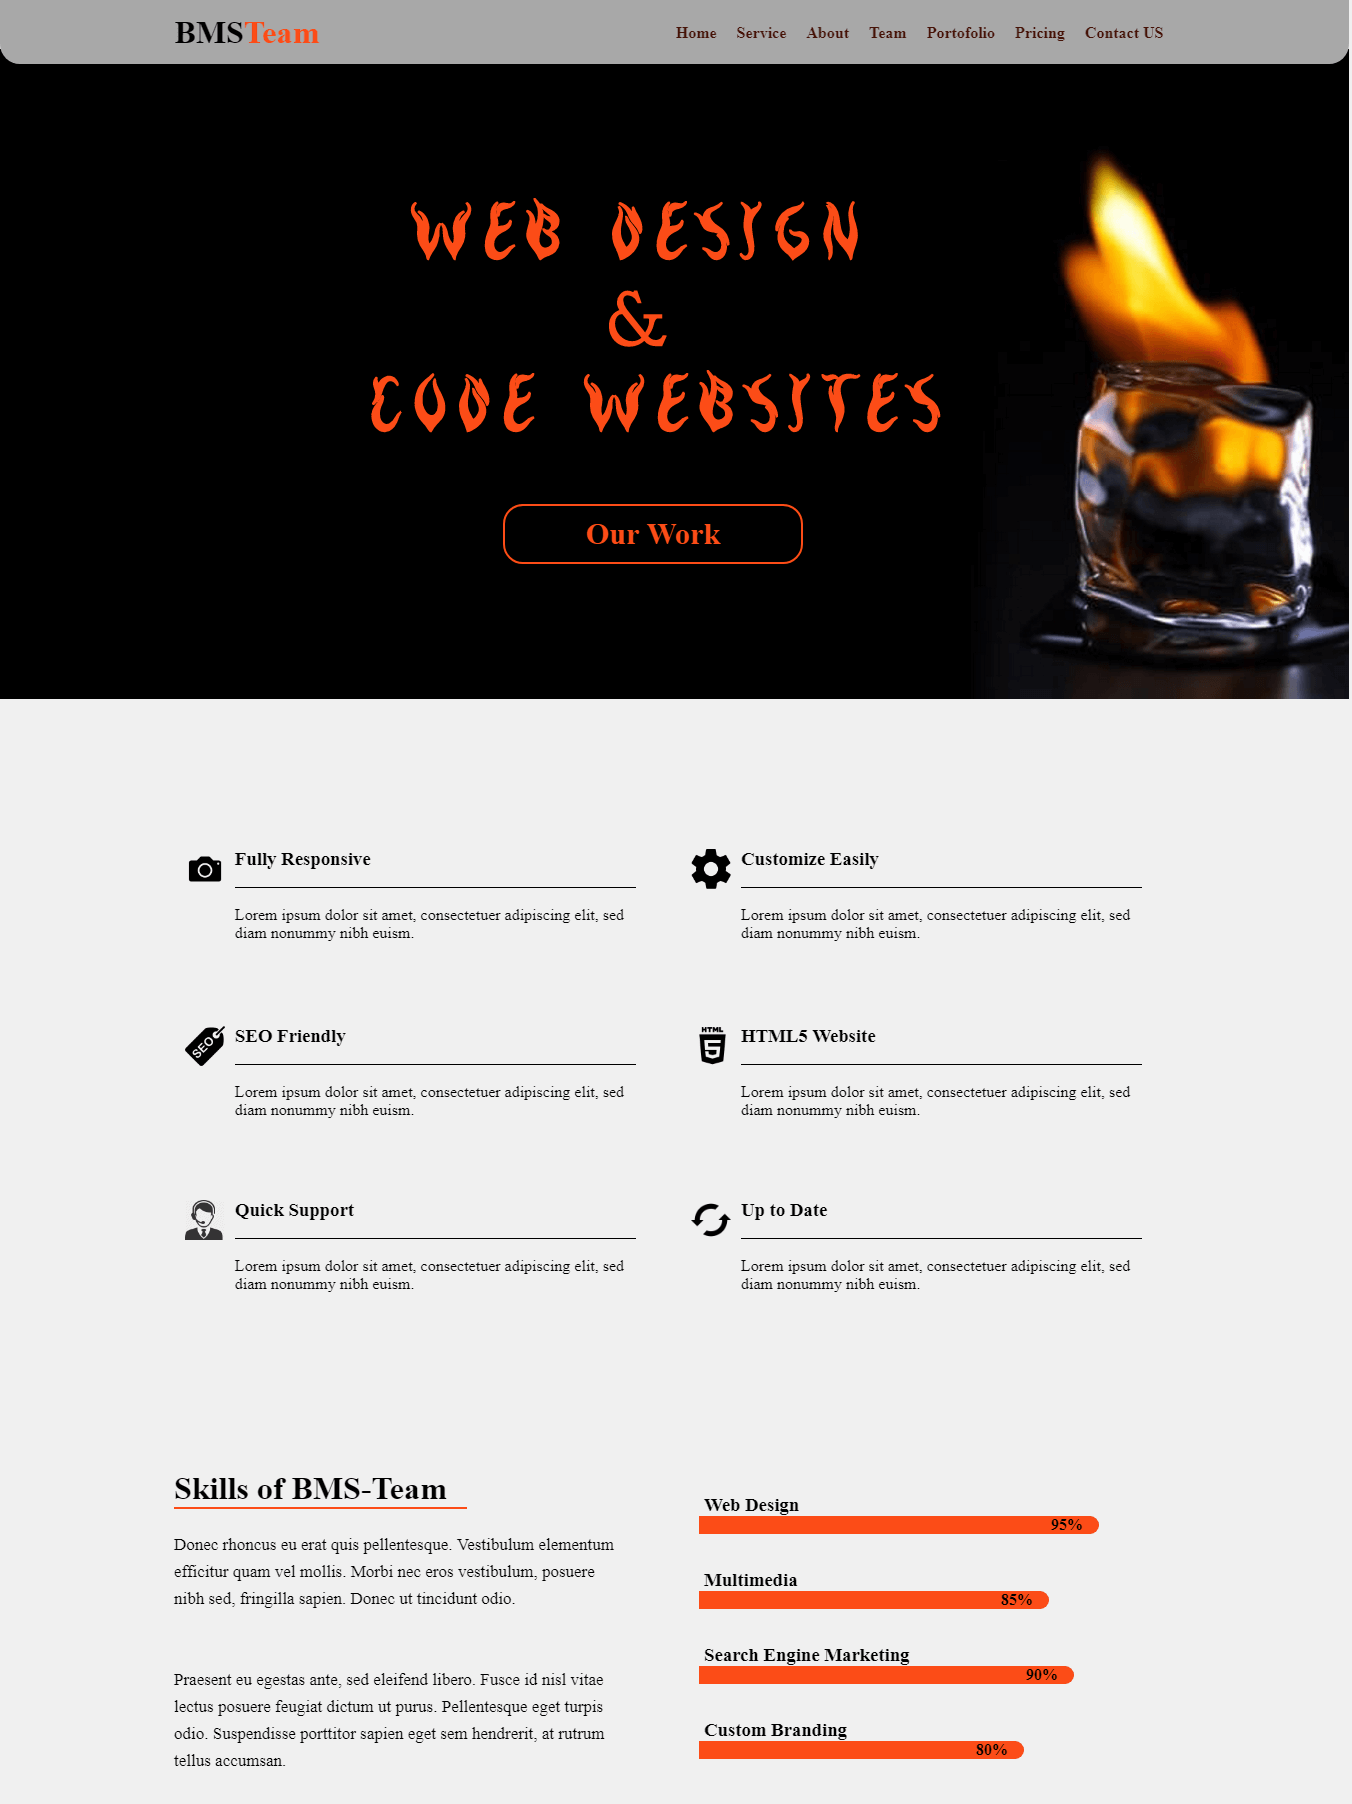 BMSTeam
Home Service About Team Portofolio Pricing Contact US
WEB DESIGN
&
CODE WEBSITES
Our Work
Fully Responsive
Lorem ipsum dolor sit amet, consectetuer adipiscing elit, sed
diam nonummy nibh euism.
Customize Easily
Lorem ipsum dolor sit amet, consectetuer adipiscing elit, sed
diam nonummy nibh euism.
SEO
SEO Friendly
Lorem ipsum dolor sit amet, consectetuer adipiscing elit, sed
diam nonummy nibh euism.
HTML
5
HTML5 Website
Lorem ipsum dolor sit amet, consectetuer adipiscing elit, sed
diam nonummy nibh euism.
Quick Support
Lorem ipsum dolor sit amet, consectetuer adipiscing elit, sed
diam nonummy nibh euism.
Up to Date
Lorem ipsum dolor sit amet, consectetuer adipiscing elit, sed
diam nonummy nibh euism.
Skills of BMS-Team
Donec rhoncus eu erat quis pellentesque. Vestibulum elementum
efficitur quam vel mollis. Morbi nec eros vestibulum, posuere
nibh sed, fringilla sapien. Donec ut tincidunt odio.
Praesent eu egestas ante, sed eleifend libero. Fusce id nisl vitae
lectus posuere feugiat dictum ut purus. Pellentesque eget turpis
odio. Suspendisse porttitor sapien eget sem hendrerit, at rutrum
tellus accumsan.
Web Design
95%
Multimedia
85%
Search Engine Marketing
90%
Custom Branding
80%